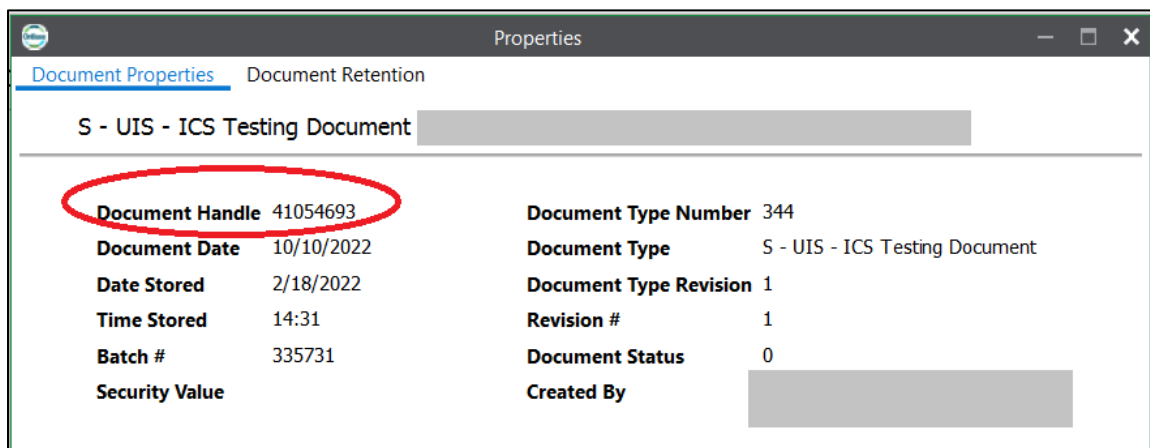 Properties
Document Properties Document Retention
S - UIS - ICS Testing Document
Document Handle 41054693 Document Type Number 344
Document Date 10/10/2022 Document Type S - UIS - ICS Testing Document
Date Stored 2/18/2022 Document Type Revision 1
Time Stored 14:31 Revision # 1
Batch # 335731 Document Status 0
Security Value Created By